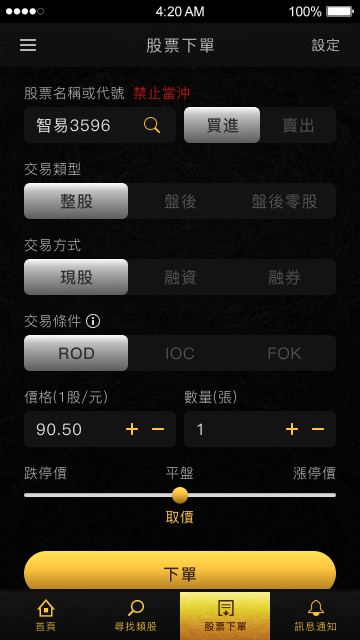 4:20 AM 100%
股票下單 設定
股票名稱或代號 禁止當沖
智易3596 買進 賣出
交易類型
整股 盤後 盤後零股
交易方式
現股 融資 融券
交易條件
ROD IOC FOK
價格(1股/元) 數量(張)
90.50 + − 1 + −
跌停價 平盤 漲停價
取價
下單
首頁 尋找類股 股票下單 訊息通知